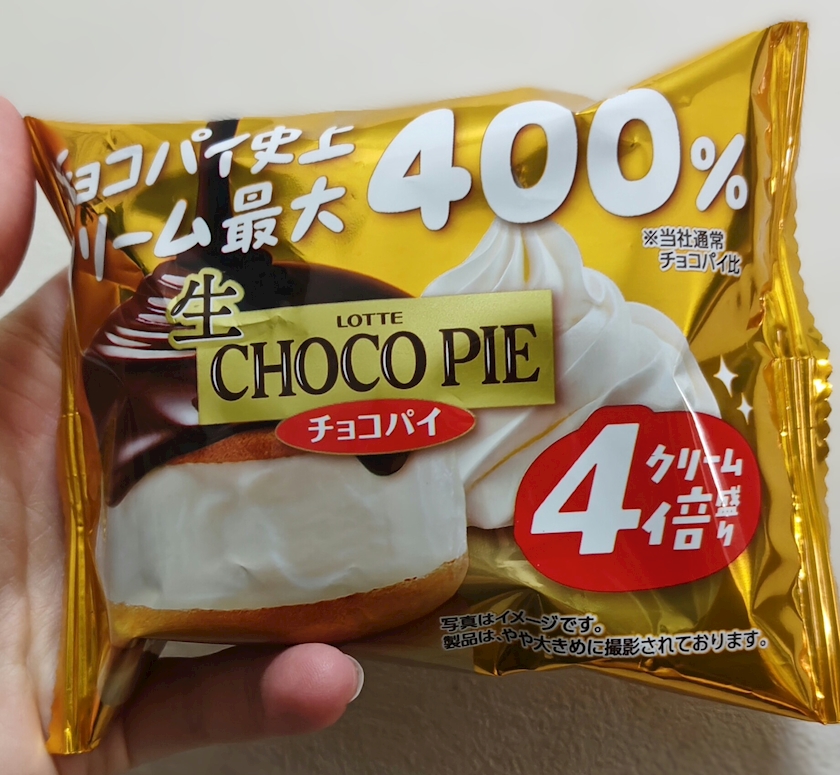 チョコパイ史上
クリーム最大
400%
※当社通常
チョコパイ比
生
LOTTE
CHOCO PIE
チョコパイ
4
クリーム
倍盛り
写真はイメージです。
製品は、やや大きめに撮影されております。